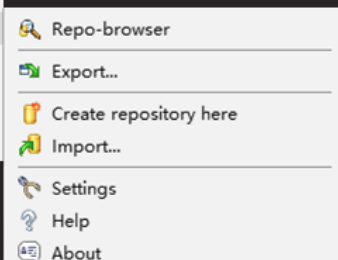 Repo-browser
Export...
Create repository here
Import...
Settings
Help
About